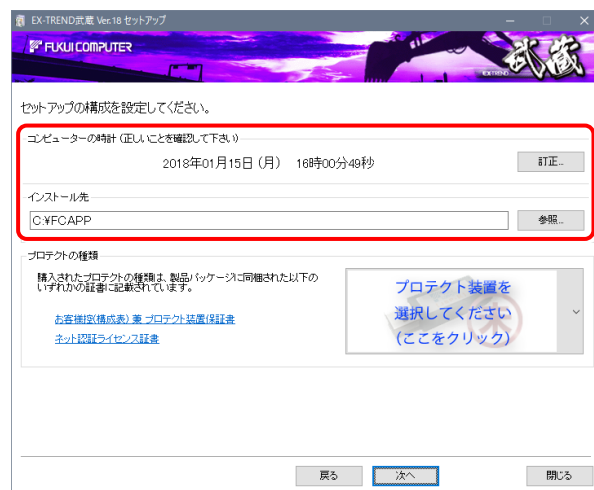 EX-TREND武蔵 Ver.18 セットアップ
FUKUI COMPUTER
EX-TREND 武蔵
セットアップの構成を設定してください。
コンピューターの時計 (正しいことを確認して下さい)
2018年01月15日 (月) 16時00分49秒
訂正...
インストール先
C:¥FCAPP
参照...
プロテクトの種類
購入されたプロテクトの種類は、製品パッケージに同梱された以下の
いずれかの証書に記載されています。
お客様控(構成表) 兼 プロテクト装置保証書
ネット認証ライセンス証書
プロテクト装置を
選択してください
(ここをクリック)
戻る
次へ
閉じる